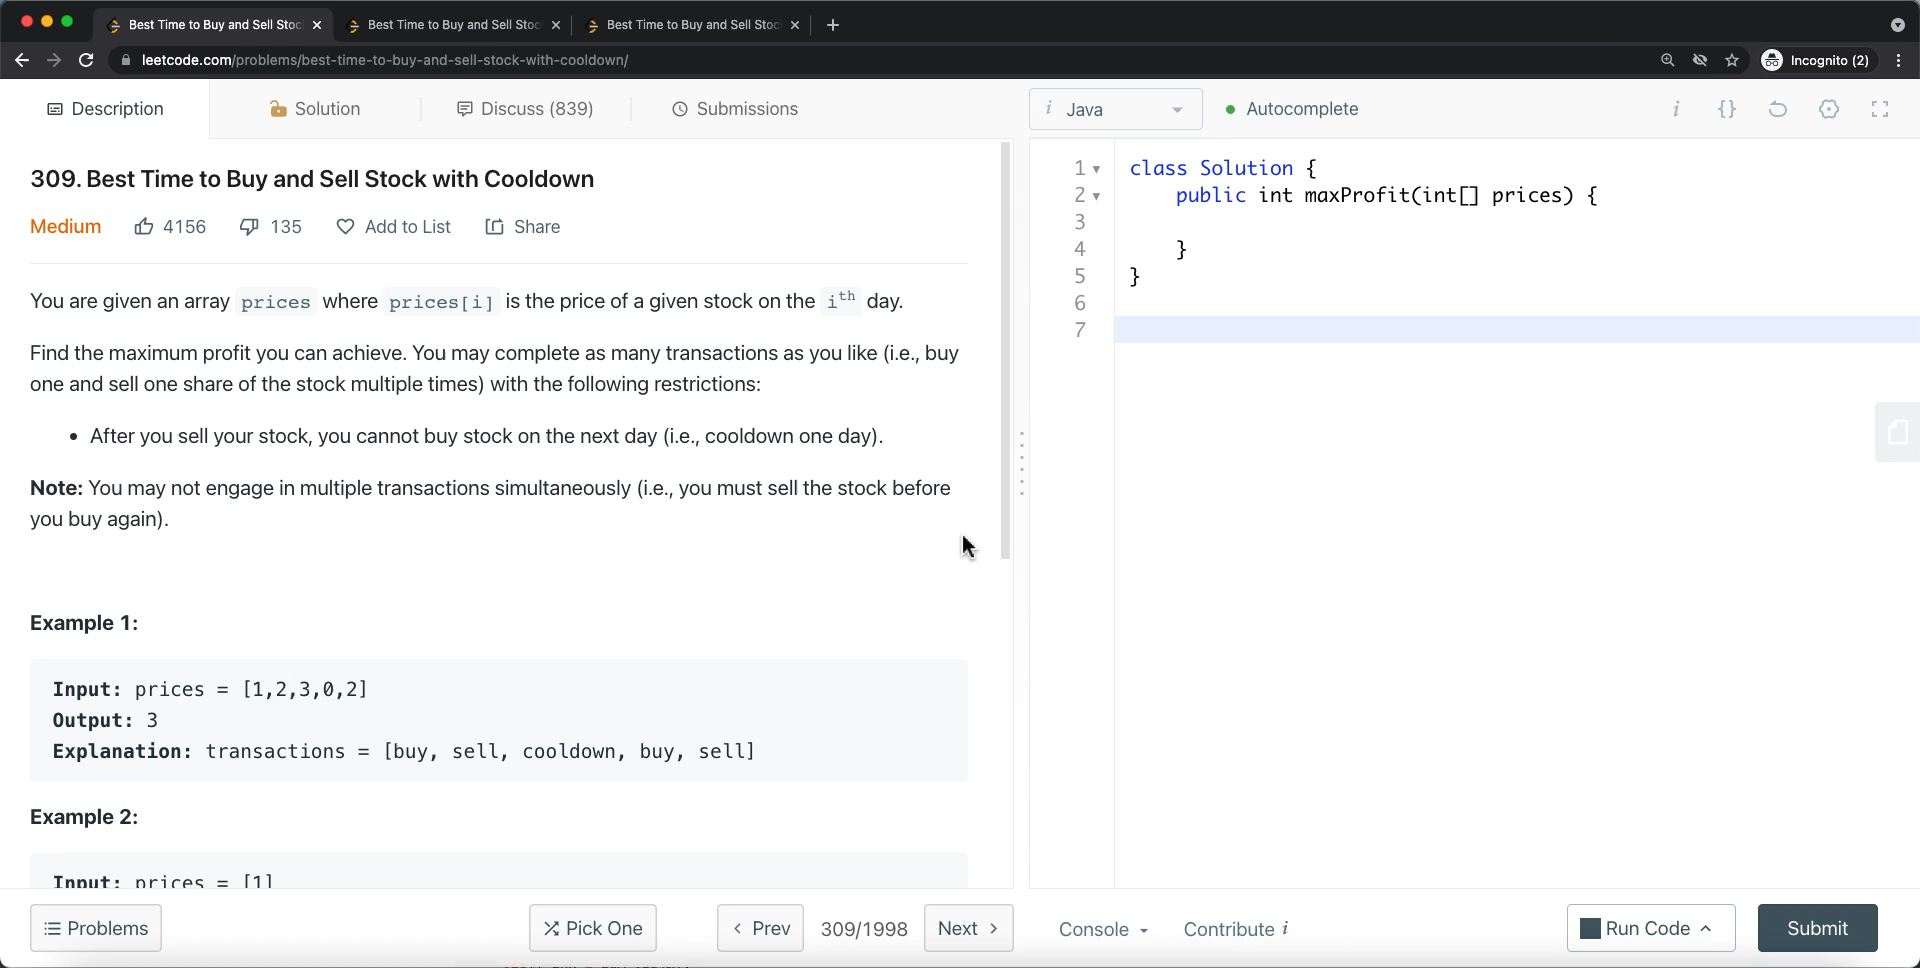 Best Time to Buy and Sell Stoc
Best Time to Buy and Sell Stoc
Best Time to Buy and Sell Stoc
leetcode.com/problems/best-time-to-buy-and-sell-stock-with-cooldown/
Incognito (2)
Description
Solution
Discuss (839)
Submissions
i Java
Autocomplete
i {}
309. Best Time to Buy and Sell Stock with Cooldown
Medium 4156 135 Add to List Share
You are given an array prices where prices[i] is the price of a given stock on the ith day.
Find the maximum profit you can achieve. You may complete as many transactions as you like (i.e., buy
one and sell one share of the stock multiple times) with the following restrictions:
• After you sell your stock, you cannot buy stock on the next day (i.e., cooldown one day).
Note: You may not engage in multiple transactions simultaneously (i.e., you must sell the stock before
you buy again).
Example 1:
Input: prices = [1,2,3,0,2]
Output: 3
Explanation: transactions = [buy, sell, cooldown, buy, sell]
Example 2:
Input: prices = [1]
1 class Solution {
2 public int maxProfit(int[] prices) {
3
4 }
5 }
6
7
Problems
Pick One
Prev
309/1998
Next
Console
Contribute i
Run Code
Submit